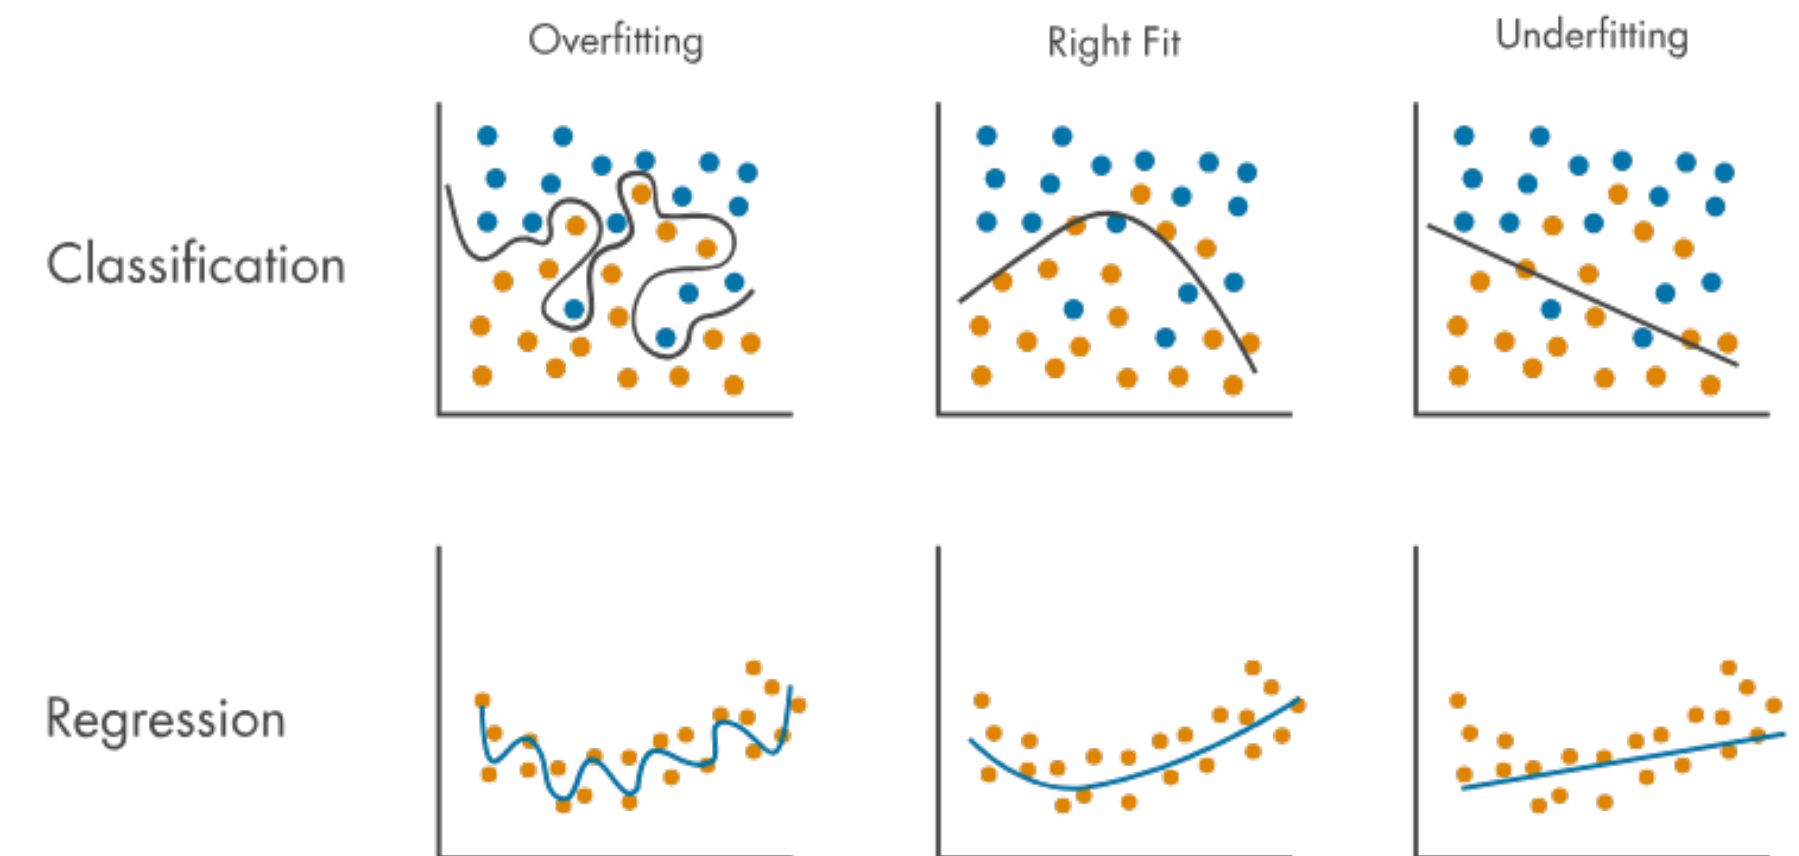 Overfitting
Right Fit
Underfitting
Classification
Regression